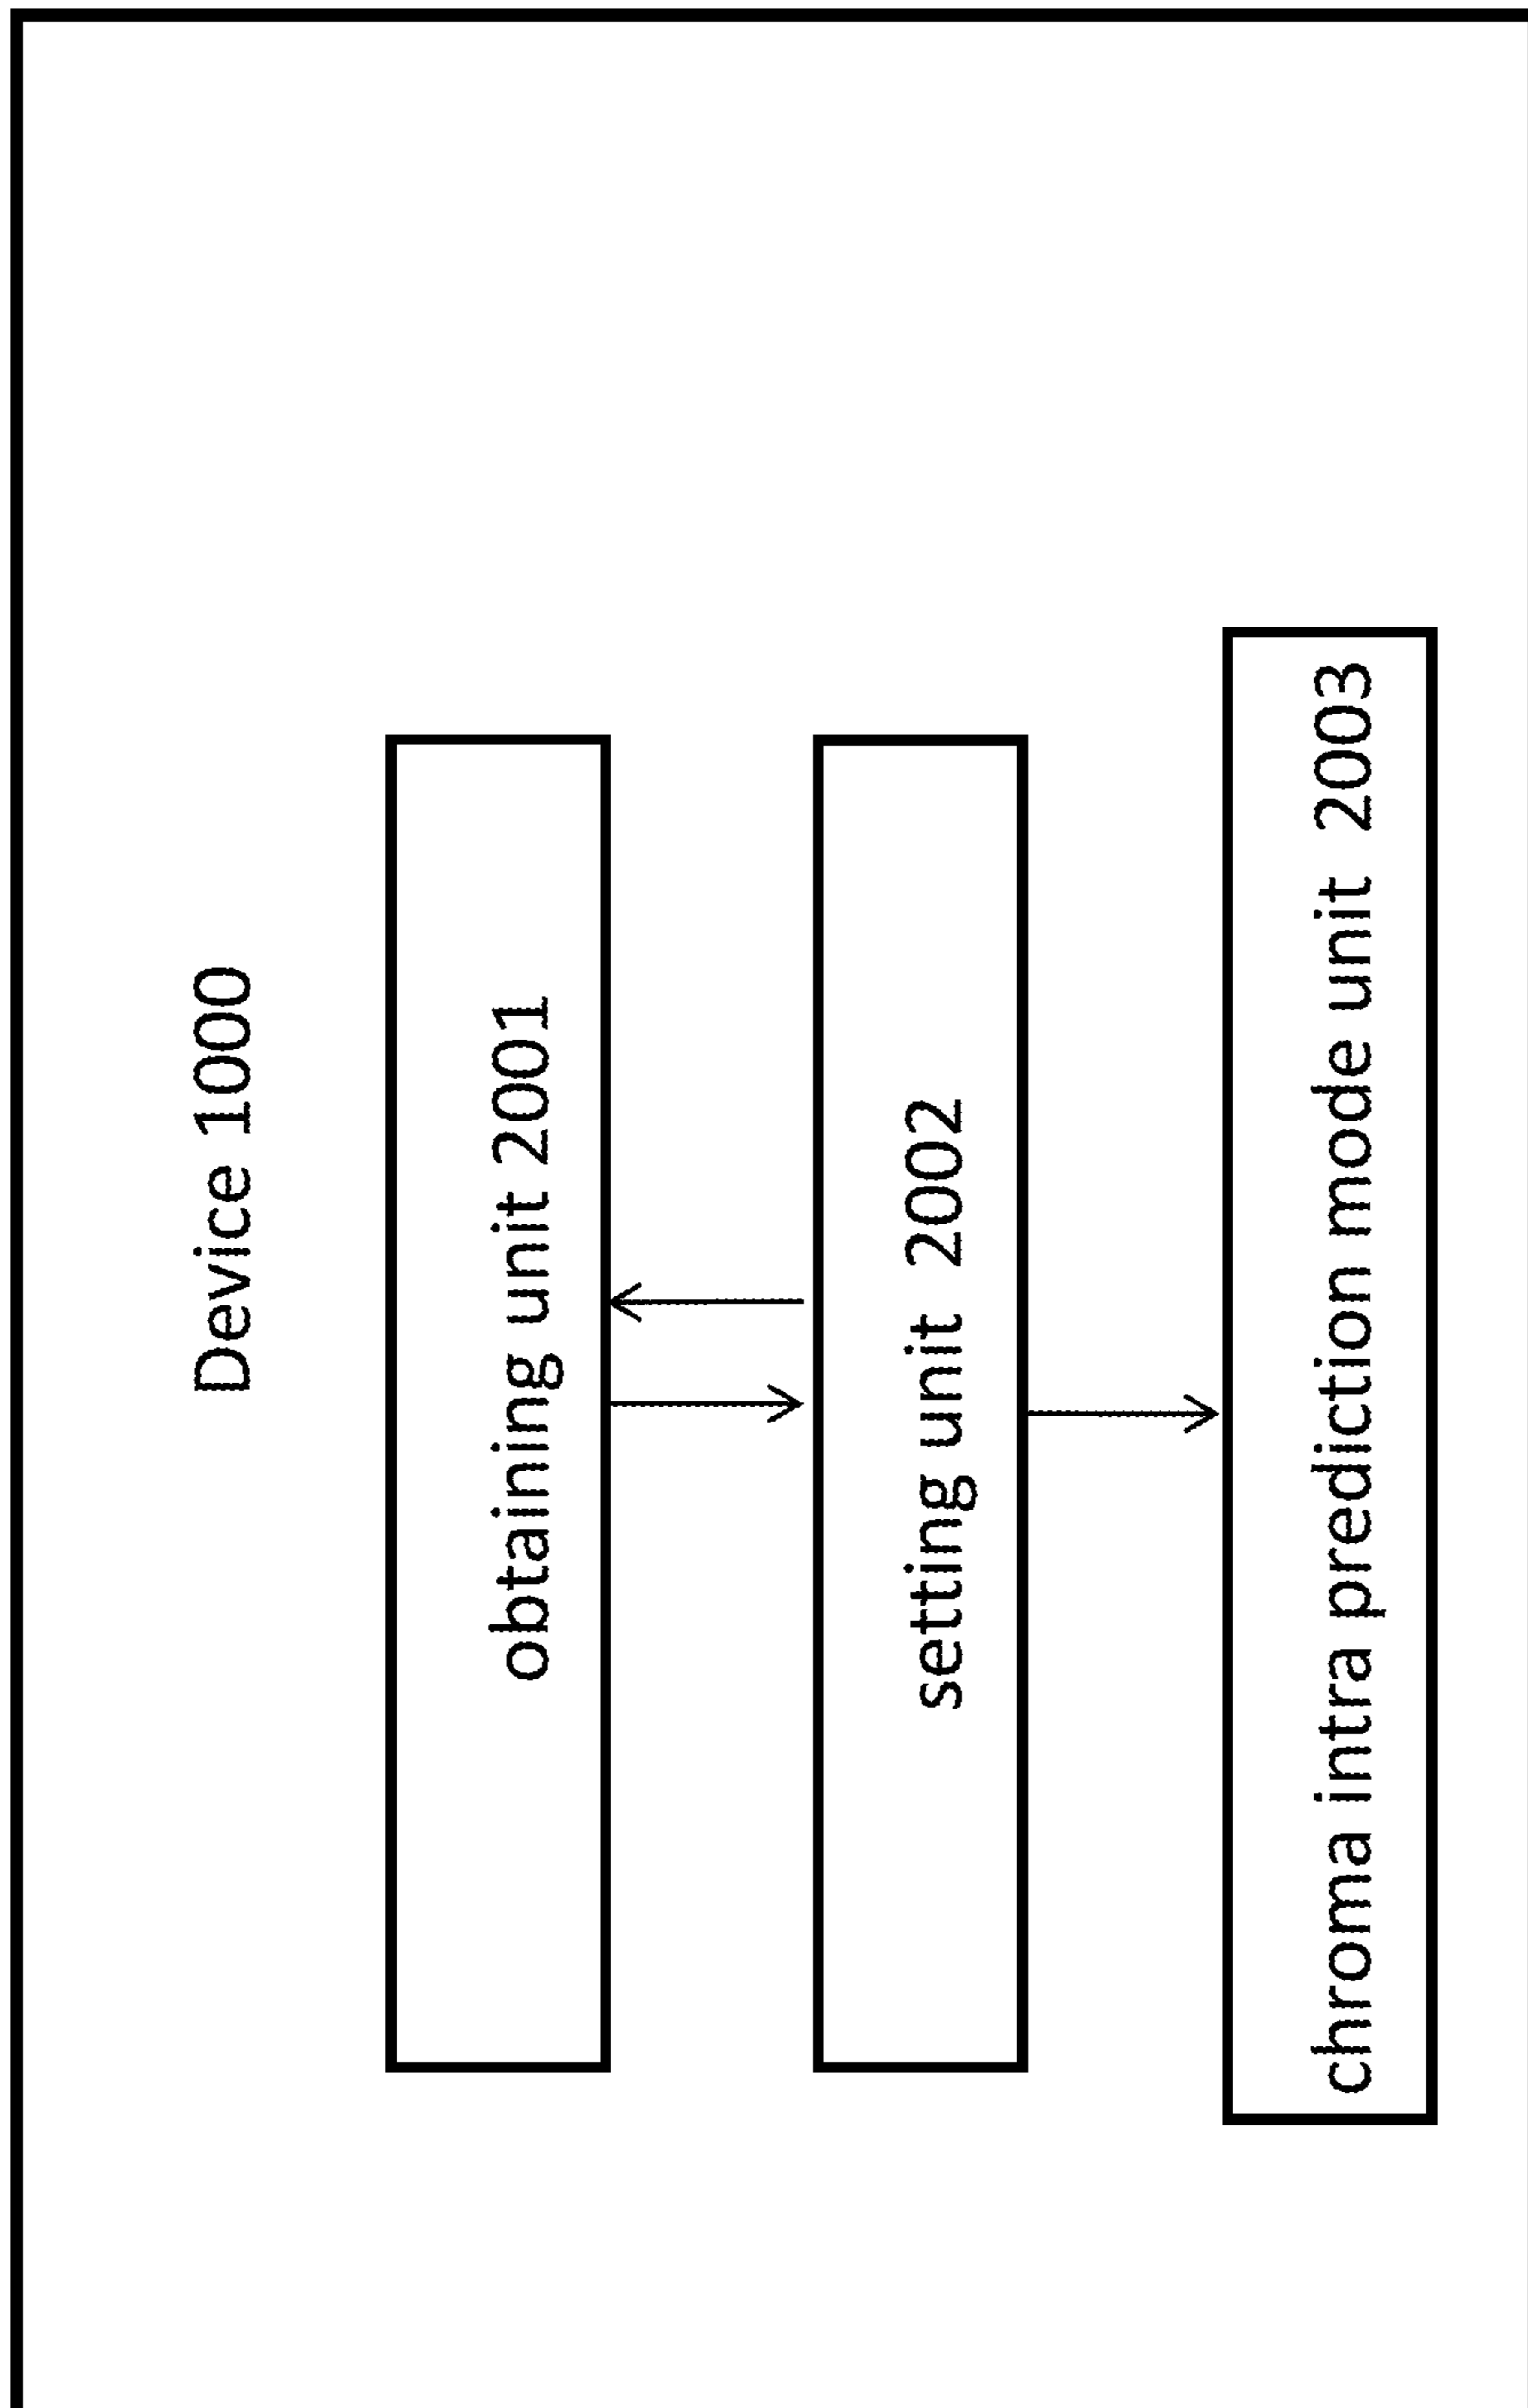 Device 1000
obtaining unit 2001
setting unit 2002
chroma intra prediction mode unit 2003